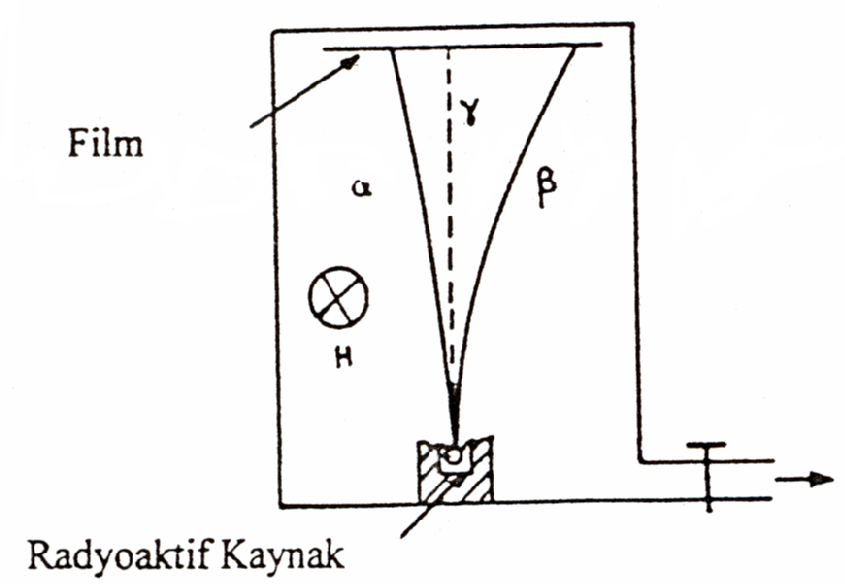 Film
γ
α
β
H
Radyoaktif Kaynak